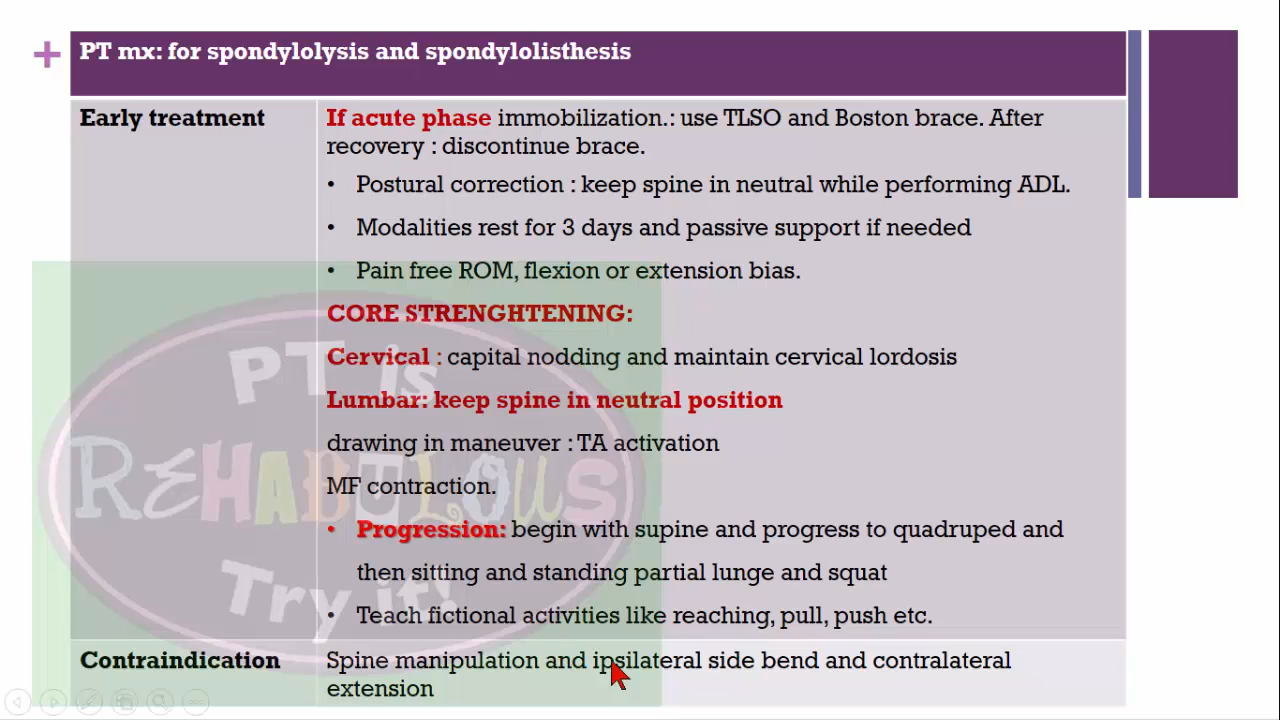 + PT mx: for spondylolysis and spondylolisthesis
Early treatment
If acute phase immobilization.: use TLSO and Boston brace. After
recovery : discontinue brace.
• Postural correction : keep spine in neutral while performing ADL.
• Modalities rest for 3 days and passive support if needed
• Pain free ROM, flexion or extension bias.
CORE STRENGHTENING:
Cervical : capital nodding and maintain cervical lordosis
Lumbar: keep spine in neutral position
drawing in maneuver : TA activation
MF contraction.
• Progression: begin with supine and progress to quadruped and
then sitting and standing partial lunge and squat
• Teach fictional activities like reaching, pull, push etc.
Contraindication
Spine manipulation and ipsilateral side bend and contralateral
extension
PT is
REHABULOUS
Try it!